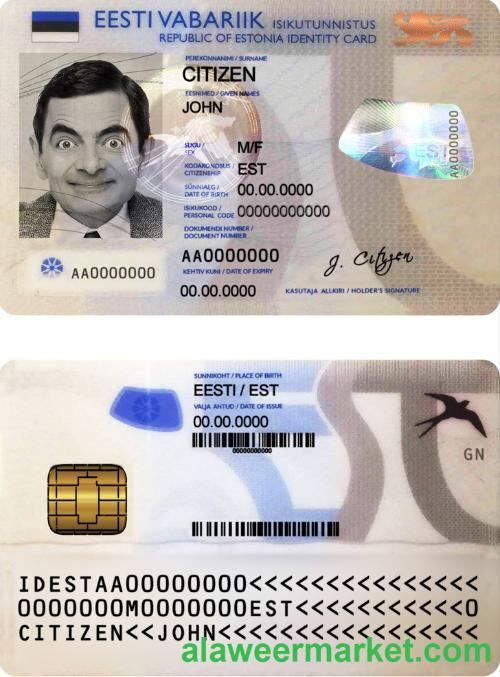 EESTI VABARIIK ISIKUTUNNISTUS
REPUBLIC OF ESTONIA IDENTITY CARD
PEREKONNANIMI / SURNAME
CITIZEN
EESNIMED / GIVEN NAMES
JOHN
SUGU / SEX M/F
KODAKONDSUS / CITIZENSHIP EST
SÜNNIAEG / DATE OF BIRTH 00.00.0000
ISIKUKOOD / PERSONAL CODE 00000000000
DOKUMENDI NUMBER / DOCUMENT NUMBER
AA0000000
KEHTIV KUNI / DATE OF EXPIRY
00.00.0000
AA0000000
EST
AA0000000
J. Citizen
KASUTAJA ALLKIRI / HOLDER'S SIGNATURE
SÜNNIKOHT / PLACE OF BIRTH
EESTI / EST
VÄLJA ANTUD / DATE OF ISSUE
00.00.0000
00000000000
GN
IDESTAA00000000<<<<<<<<<<<<<<<
0000000M0000000EST<<<<<<<<<<<0
CITIZEN<<JOHN<<<<<<<<<<<<<<<<<
alaweermarket.com